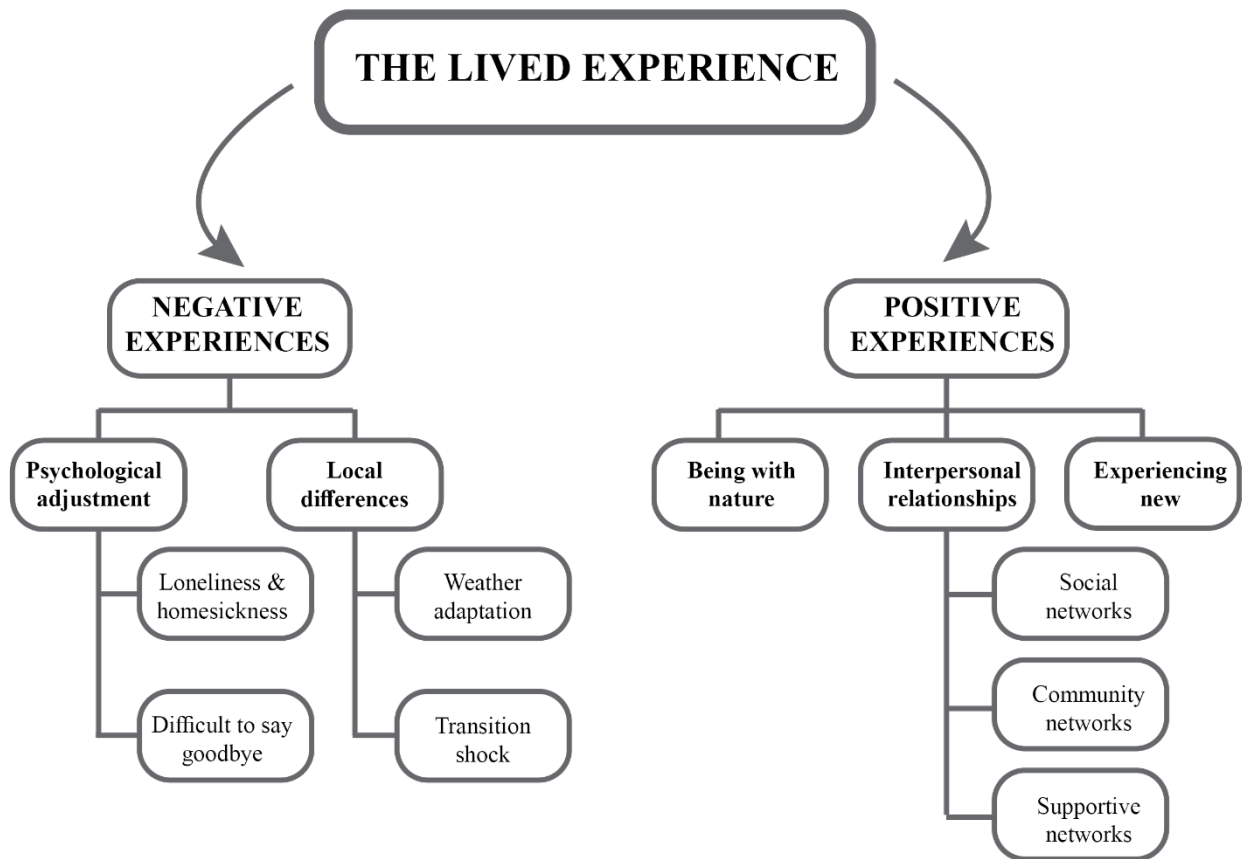 THE LIVED EXPERIENCE
NEGATIVE
EXPERIENCES
Psychological
adjustment
Loneliness &
homesickness
Difficult to say
goodbye
Local
differences
Weather
adaptation
Transition
shock
POSITIVE
EXPERIENCES
Being with
nature
Interpersonal
relationships
Social
networks
Community
networks
Supportive
networks
Experiencing
new